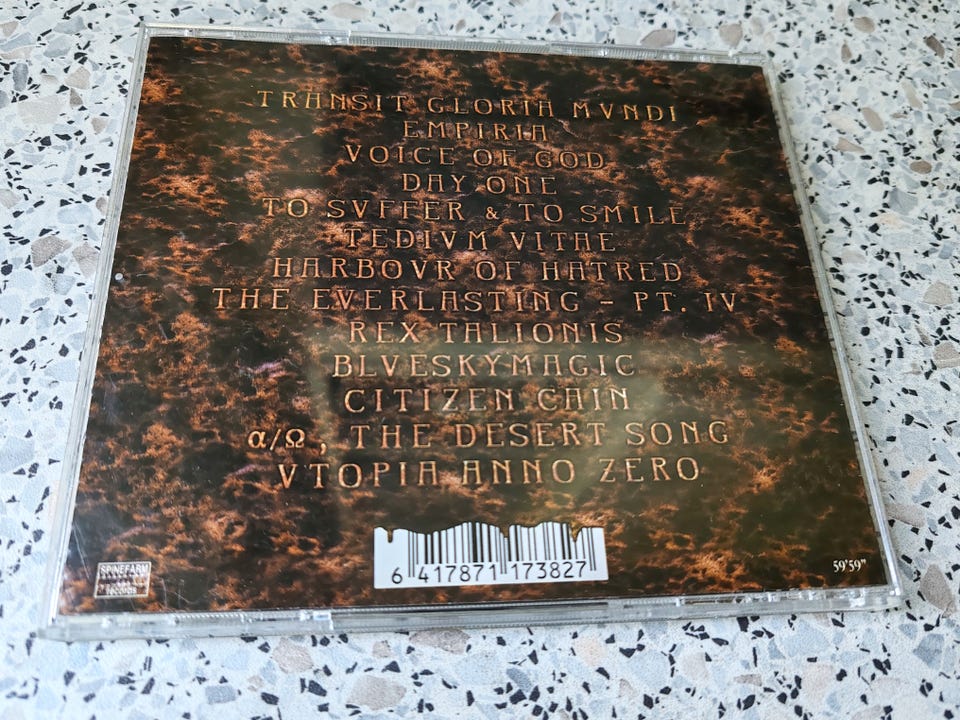 TRANSIT GLORIA MVNDI
EMPIRIA
VOICE OF GOD
DAY ONE
TO SVFFER & TO SMILE
TEDIVM VITAE
HARBOVR OF HATRED
THE EVERLASTING - PT. IV
REX TALIONIS
BLVESKYMAGIC
CITIZEN CAIN
α/Ω , THE DESERT SONG
VTOPIA ANNO ZERO
6 417871 173827
SPINEFARM
records
59'59"